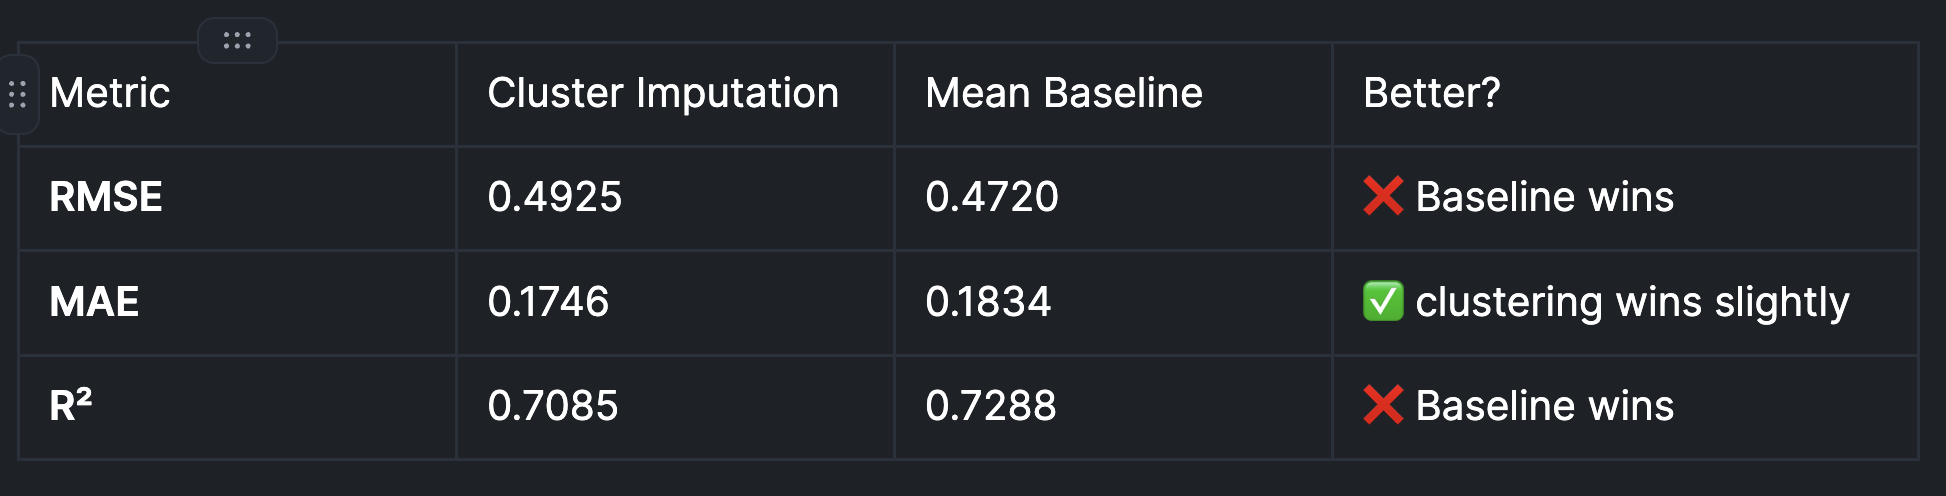 Metric Cluster Imputation Mean Baseline Better?
RMSE 0.4925 0.4720 ❌ Baseline wins
MAE 0.1746 0.1834 ✅ clustering wins slightly
R² 0.7085 0.7288 ❌ Baseline wins